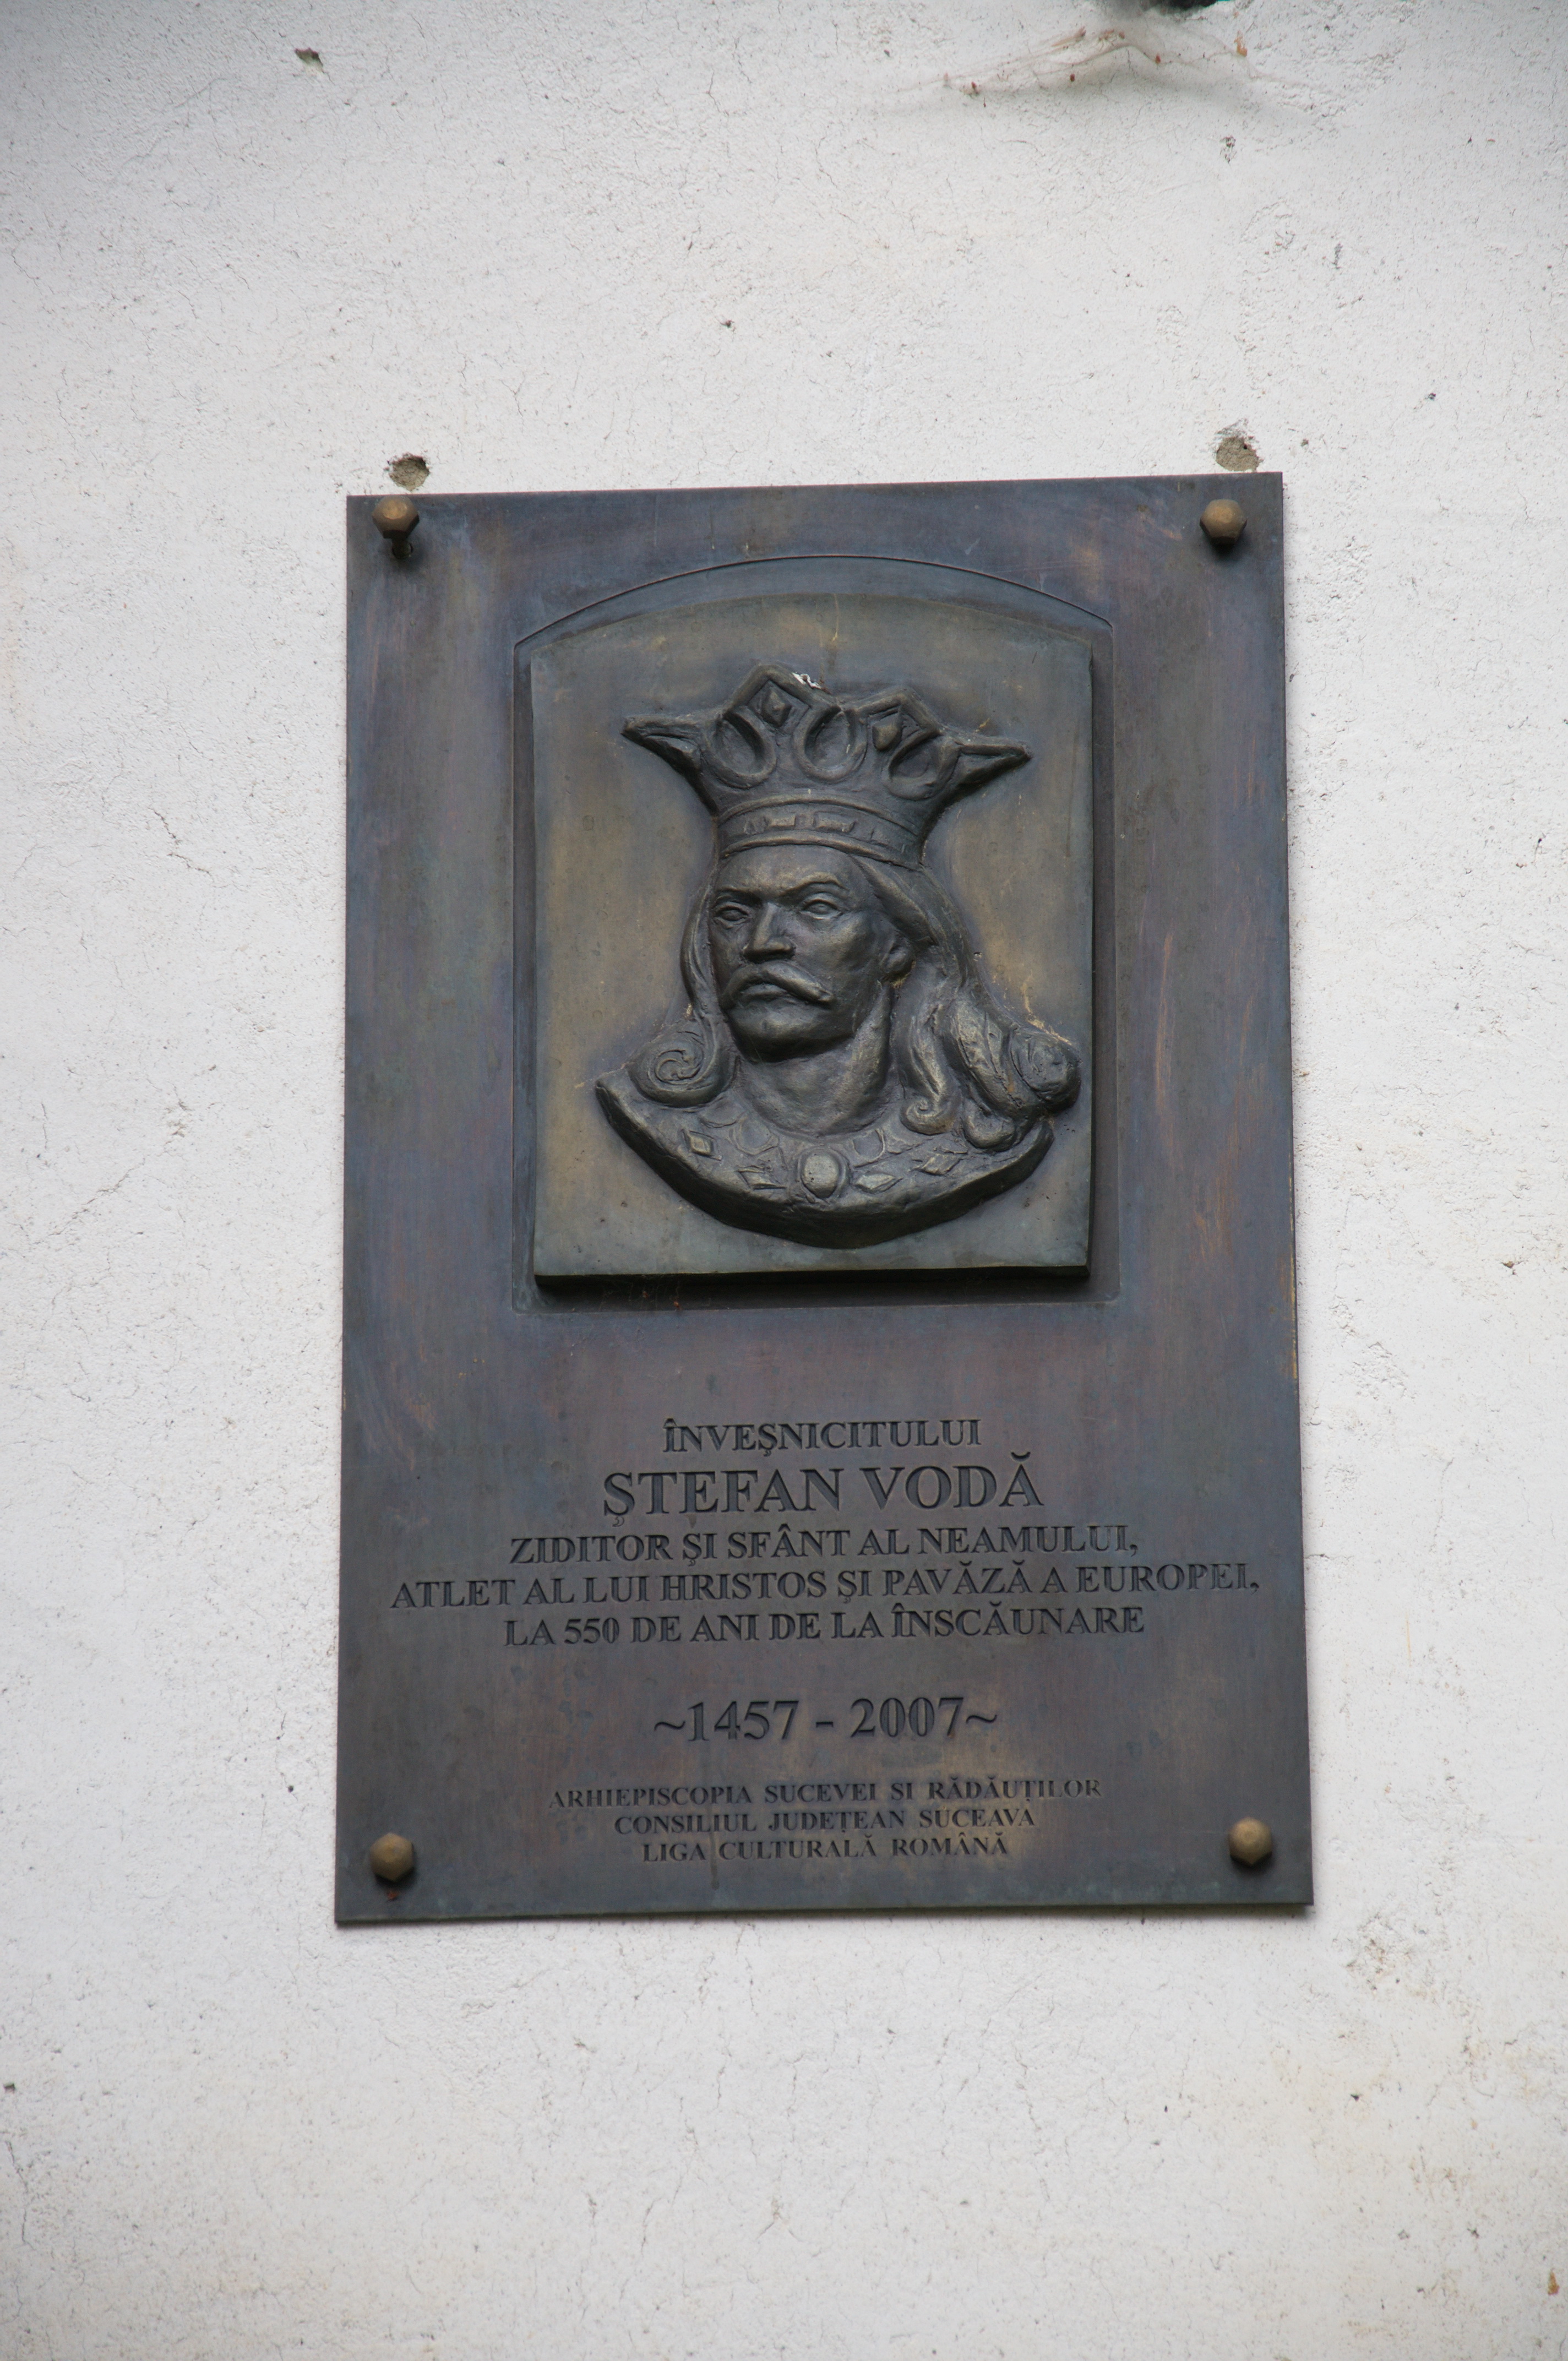 ÎNVEŞNICITULUI
ŞTEFAN VODĂ
ZIDITOR ŞI SFÂNT AL NEAMULUI,
ATLET AL LUI HRISTOS ŞI PAVĂZĂ A EUROPEI,
LA 550 DE ANI DE LA ÎNSCĂUNARE
~1457 - 2007~
ARHIEPISCOPIA SUCEVEI SI RĂDĂUŢILOR
CONSILIUL JUDEŢEAN SUCEAVA
LIGA CULTURALĂ ROMÂNĂ